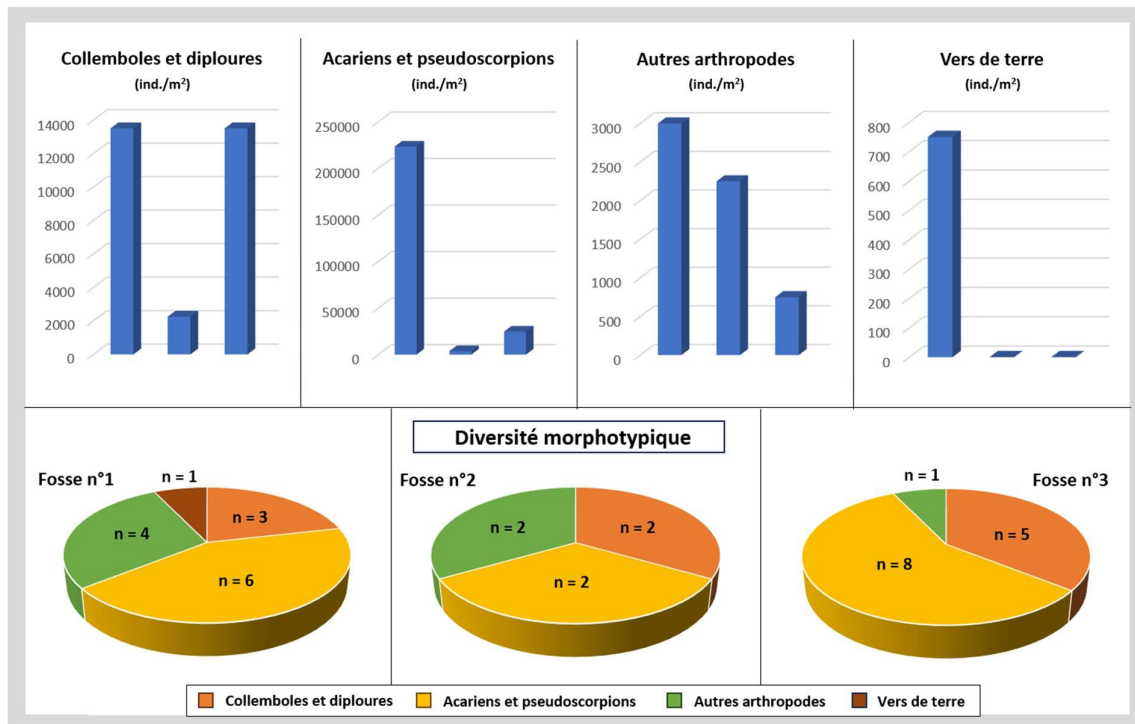 Collemboles et diploures
(ind./m²)
14000
12000
10000
8000
6000
4000
2000
0
Acariens et pseudoscorpions
(ind./m²)
250000
200000
150000
100000
50000
0
Autres arthropodes
(ind./m²)
3000
2500
2000
1500
1000
500
0
Vers de terre
(ind./m²)
800
700
600
500
400
300
200
100
0
Diversité morphotypique
Fosse n°1
n = 1
n = 3
n = 4
n = 6
Fosse n°2
n = 2
n = 2
n = 2
Fosse n°3
n = 1
n = 5
n = 8
Collemboles et diploures
Acariens et pseudoscorpions
Autres arthropodes
Vers de terre